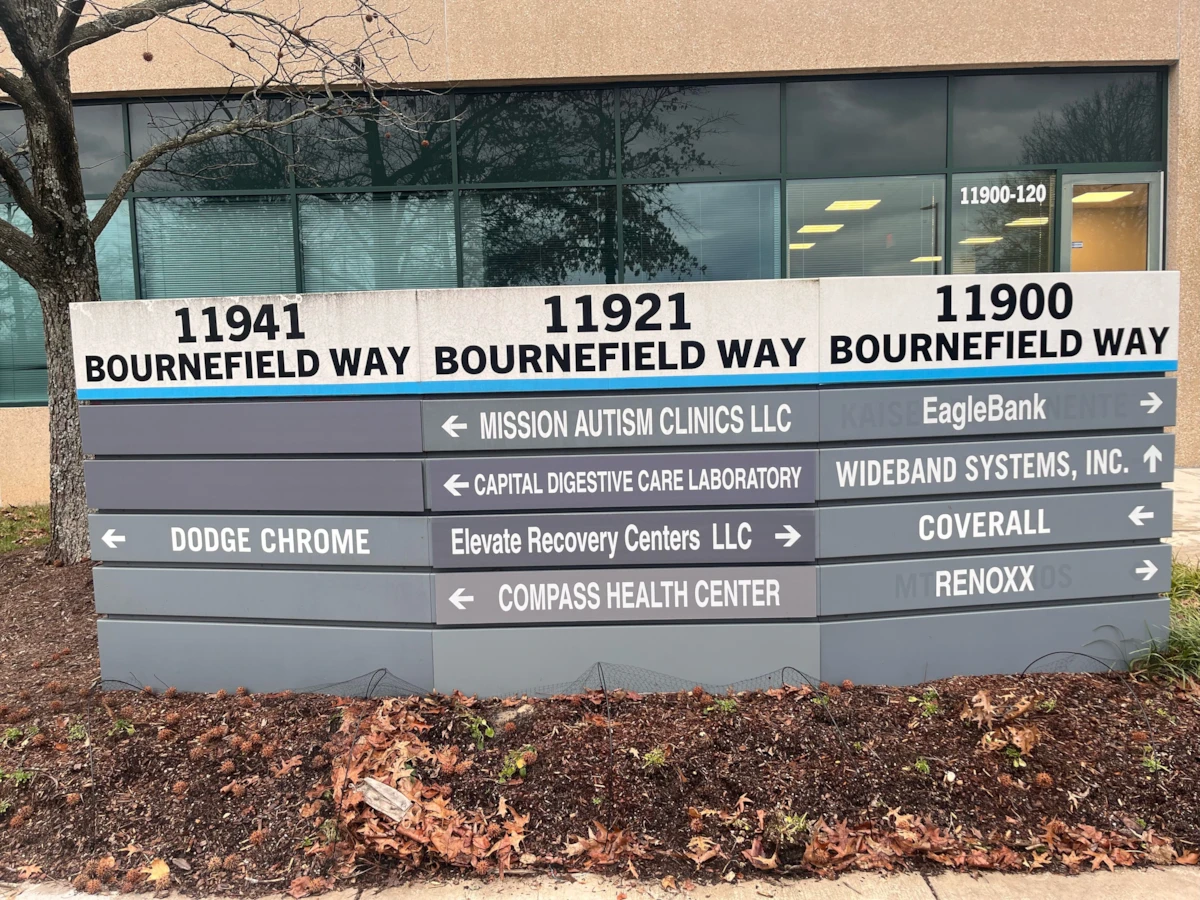 11900-120
11941
BOURNEFIELD WAY
← DODGE CHROME
11921
BOURNEFIELD WAY
← MISSION AUTISM CLINICS LLC
← CAPITAL DIGESTIVE CARE LABORATORY
Elevate Recovery Centers LLC →
← COMPASS HEALTH CENTER
11900
BOURNEFIELD WAY
EagleBank →
WIDEBAND SYSTEMS, INC. ↑
COVERALL ←
RENOXX →